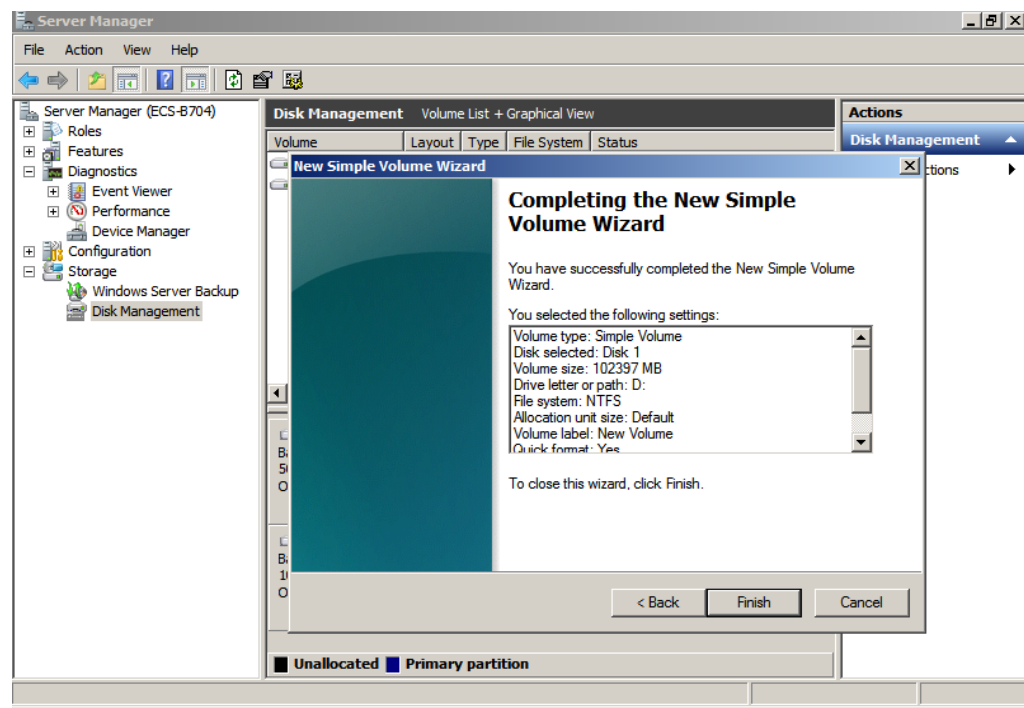 Server Manager
File Action View Help
Server Manager (ECS-B704)
Roles
Features
Diagnostics
Event Viewer
Performance
Device Manager
Configuration
Storage
Windows Server Backup
Disk Management
Disk Management Volume List + Graphical View
Volume Layout Type File System Status
Actions
Disk Management
ctions
New Simple Volume Wizard
Completing the New Simple
Volume Wizard
You have successfully completed the New Simple Volume
Wizard.
You selected the following settings:
Volume type: Simple Volume
Disk selected: Disk 1
Volume size: 102397 MB
Drive letter or path: D:
File system: NTFS
Allocation unit size: Default
Volume label: New Volume
Quick format: Yes
To close this wizard, click Finish.
< Back Finish Cancel
Unallocated Primary partition